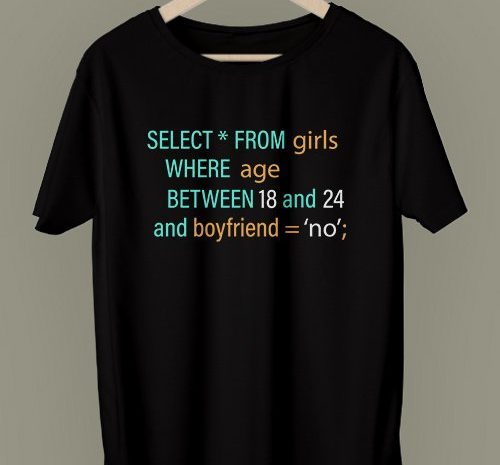 SELECT * FROM girls
WHERE age
BETWEEN 18 and 24
and boyfriend = 'no';